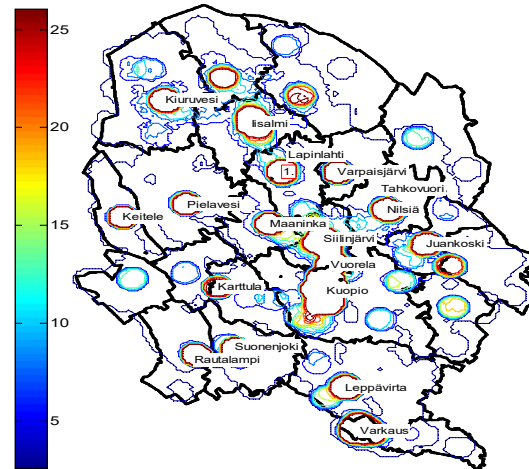 25
20
15
10
5
Kiuruvesi
Iisalmi
Lapinlahti
1.
Varpaisjärvi
Tahkovuori
Pielavesi
Nilsiä
Keitele
Maaninka
Siilinjärvi
Juankoski
Vuorela
Karttula
Kuopio
Suonenjoki
Rautalampi
Leppävirta
Varkaus